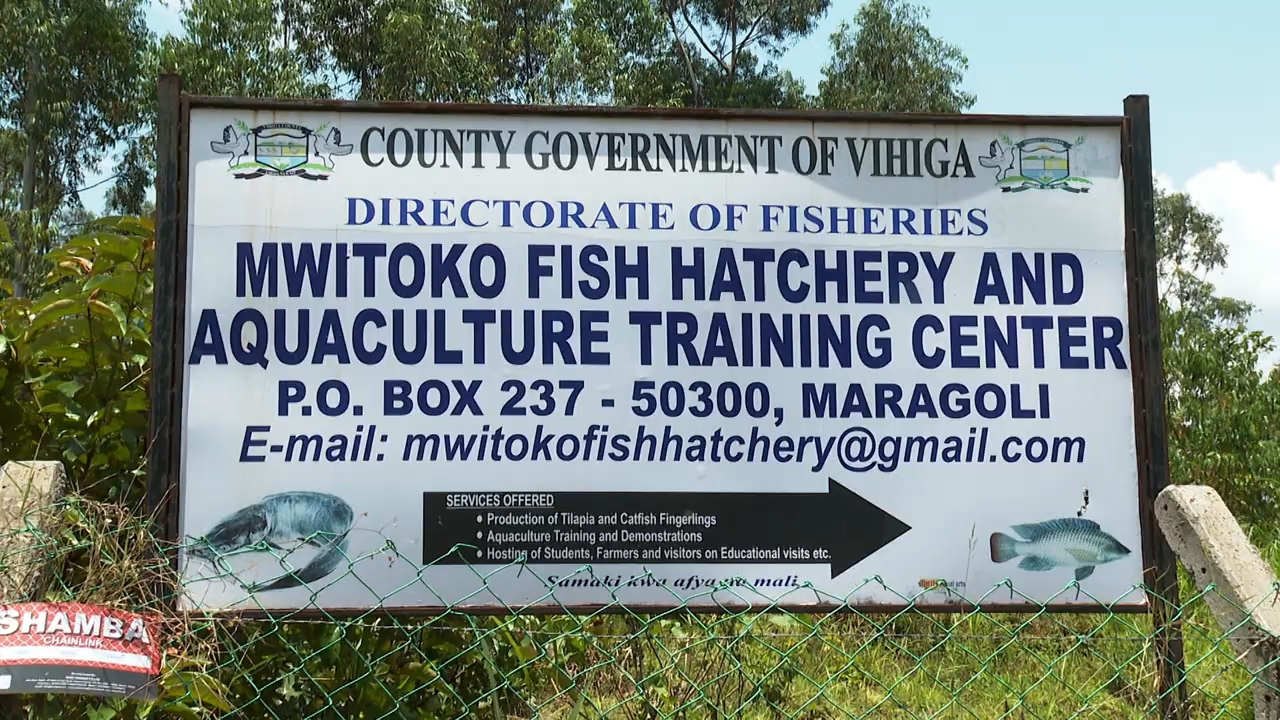 COUNTY GOVERNMENT OF VIHIGA
DIRECTORATE OF FISHERIES
MWITOKO FISH HATCHERY AND
AQUACULTURE TRAINING CENTER
P.O. BOX 237 - 50300, MARAGOLI
E-mail: mwitokofishhatchery@gmail.com
SERVICES OFFERED
• Production of Tilapia and Catfish Fingerlings
• Aquaculture Training and Demonstrations
• Hosting of Students, Farmers and visitors on Educational visits etc.
Samaki kwa afya na mali
SHAMBA
CHAINLINK